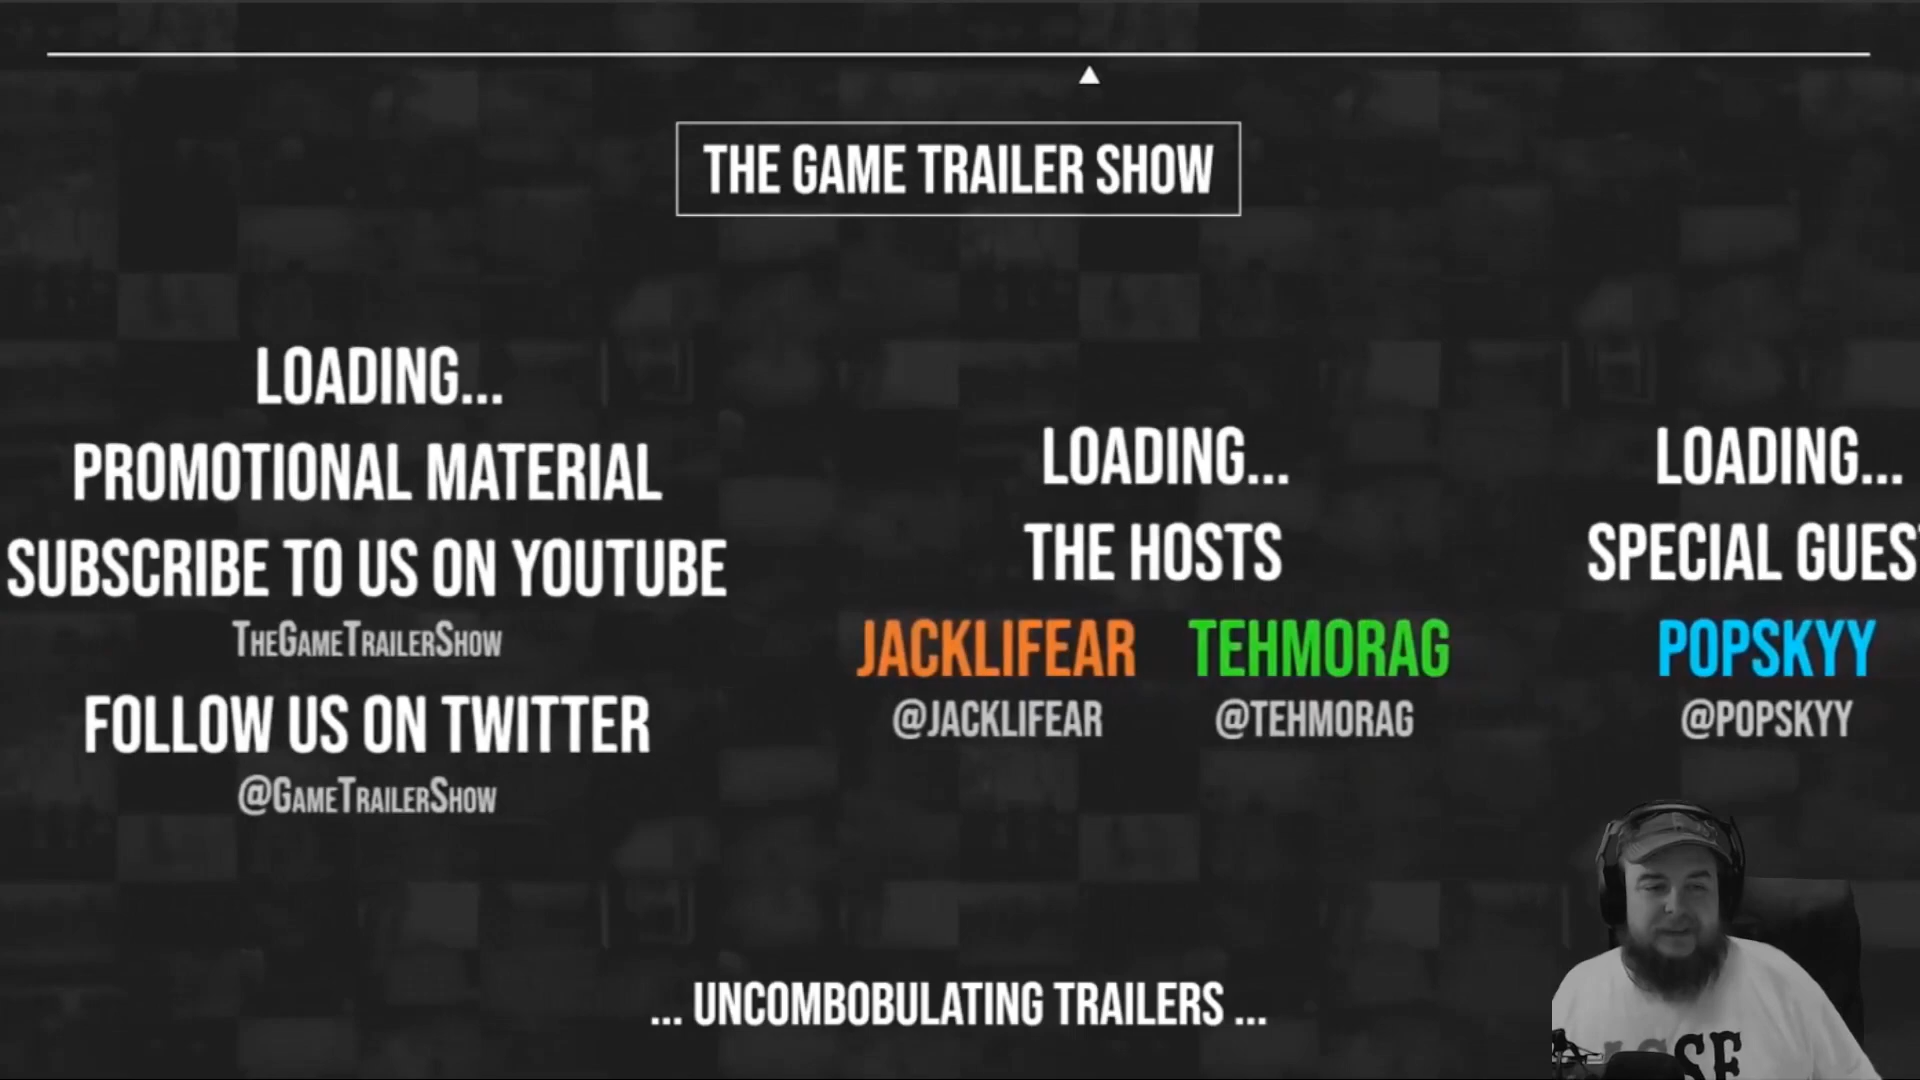 THE GAME TRAILER SHOW
LOADING...
PROMOTIONAL MATERIAL
SUBSCRIBE TO US ON YOUTUBE
THEGAMETRAILERSHOW
FOLLOW US ON TWITTER
@GAMETRAILERSHOW
LOADING...
THE HOSTS
JACKLIFEAR TEHMORAG
@JACKLIFEAR @TEHMORAG
LOADING...
SPECIAL
POPSKYY
@POPSKYY
... UNCOMBOBULATING TRAILERS ...